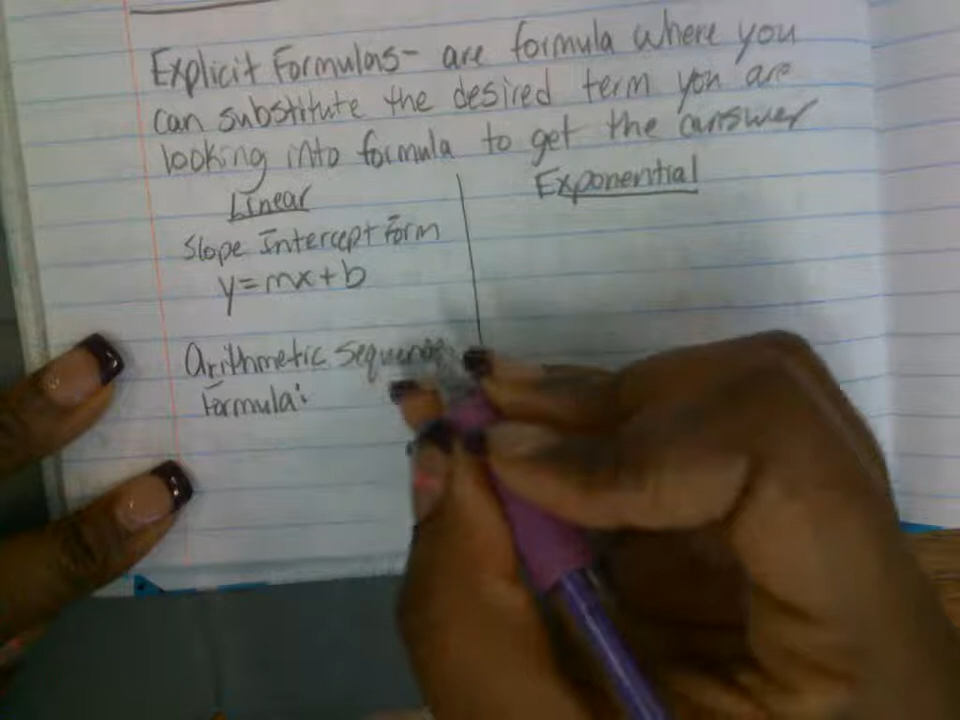 Explicit Formulas- are formula where you
can substitute the desired term you are
looking into formula to get the answer
Linear
Slope Intercept Form
y=mx+b
Arithmetic Sequence
Formula:
Exponential